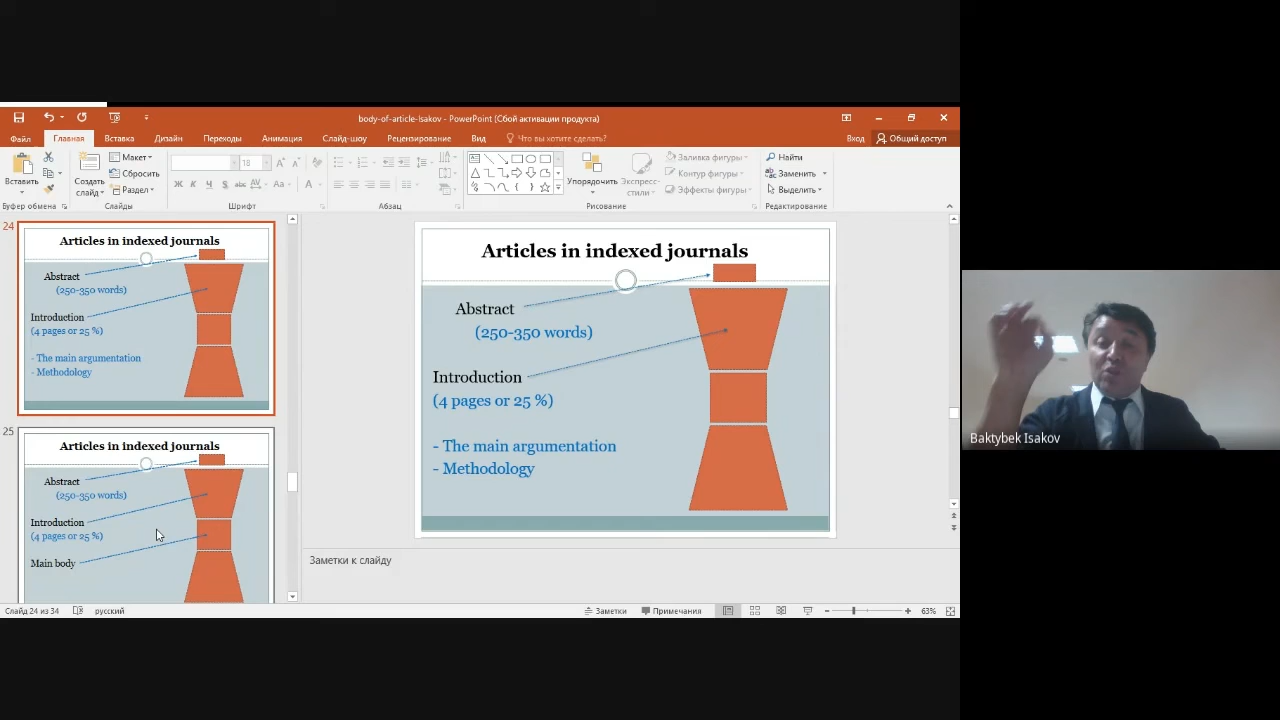 body-of-article-Isakov - PowerPoint (Сбой активации продукта)
Файл Главная Вставка Дизайн Переходы Анимация Слайд-шоу Рецензирование Вид Что вы хотите сделать? Вход Общий доступ
Вставить
Создать слайд
Макет
Сбросить
Раздел
18
Ж К Ч S abc AV Aa A
Упорядочить
Экспресс-стили
Заливка фигуры
Контур фигуры
Эффекты фигуры
Найти
Заменить
Выделить
Буфер обмена Слайды Шрифт Абзац Рисование Редактирование
24
Articles in indexed journals
Abstract
(250-350 words)
Introduction
(4 pages or 25 %)
- The main argumentation
- Methodology
25
Articles in indexed journals
Abstract
(250-350 words)
Introduction
(4 pages or 25 %)
Main body
Articles in indexed journals
Abstract
(250-350 words)
Introduction
(4 pages or 25 %)
- The main argumentation
- Methodology
Заметки к слайду
Слайд 24 из 34 русский Заметки Примечания 63%
Baktybek Isakov